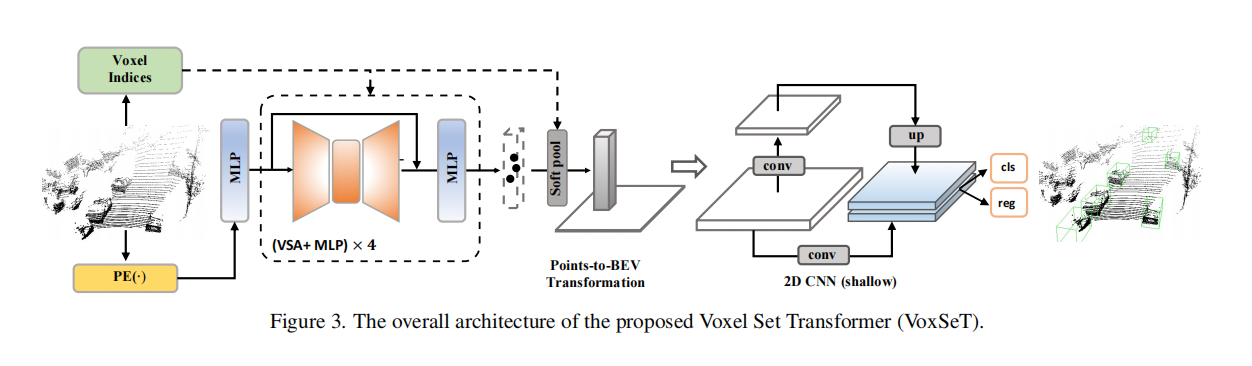 Voxel
Indices
PE(·)
MLP
(VSA+ MLP) × 4
MLP
Soft pool
Points-to-BEV
Transformation
conv
up
conv
2D CNN (shallow)
cls
reg
Figure 3. The overall architecture of the proposed Voxel Set Transformer (VoxSeT).